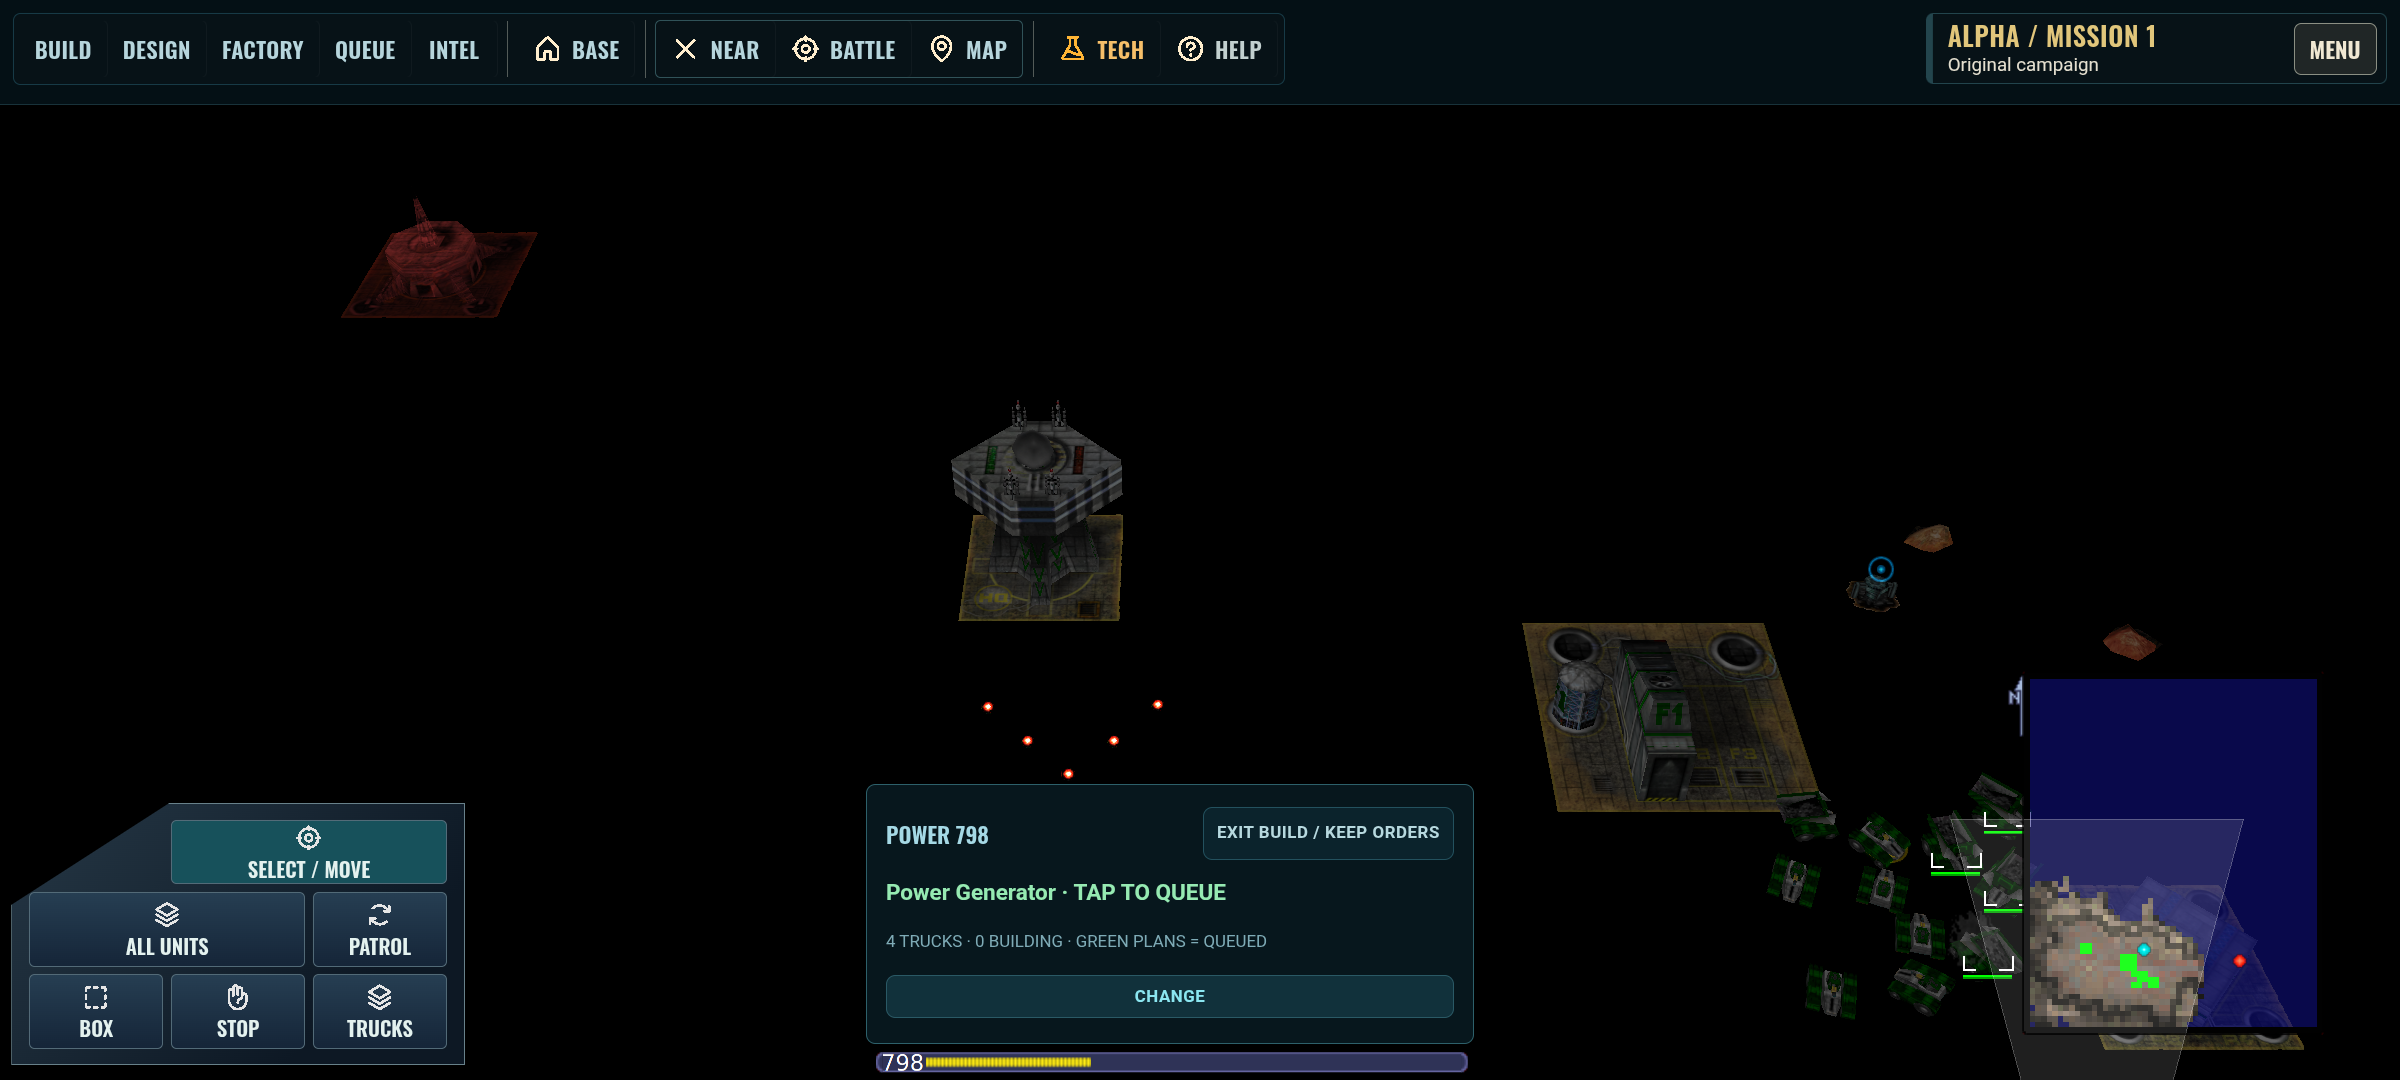 BUILD DESIGN FACTORY QUEUE INTEL BASE NEAR BATTLE MAP TECH HELP
ALPHA / MISSION 1
Original campaign
MENU
HQ
F1
F3
N
SELECT / MOVE
ALL UNITS
PATROL
BOX
STOP
TRUCKS
POWER 798
EXIT BUILD / KEEP ORDERS
Power Generator · TAP TO QUEUE
4 TRUCKS · 0 BUILDING · GREEN PLANS = QUEUED
CHANGE
798